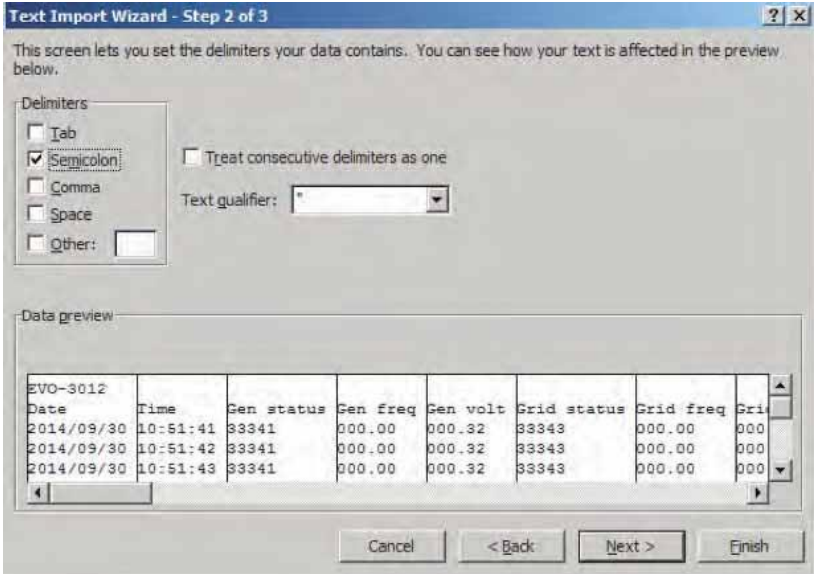 Text Import Wizard - Step 2 of 3
This screen lets you set the delimiters your data contains. You can see how your text is affected in the preview
below.
Delimiters
Tab
Semicolon
Comma
Space
Other:
Treat consecutive delimiters as one
Text qualifier: "
Data preview
EVO-3012
Date Time Gen status Gen freq Gen volt Grid status Grid freq Gri
2014/09/30 10:51:41 33341 000.00 000.32 33343 000.00 000
2014/09/30 10:51:42 33341 000.00 000.32 33343 000.00 000
2014/09/30 10:51:43 33341 000.00 000.32 33343 000.00 000
Cancel < Back Next > Finish